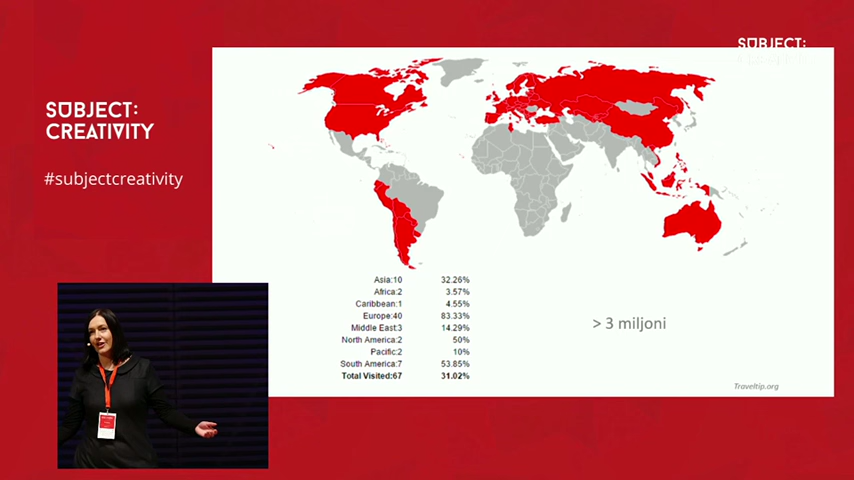 SUBJECT:
SUBJECT:
CREATIVITY
#subjectcreativity
Asia:10 32.26%
Africa:2 3.57%
Caribbean:1 4.55%
Europe:40 83.33%
Middle East:3 14.29%
North America:2 50%
Pacific:2 10%
South America:7 53.85%
Total Visited:67 31.02%
> 3 miljoni
Traveltip.org